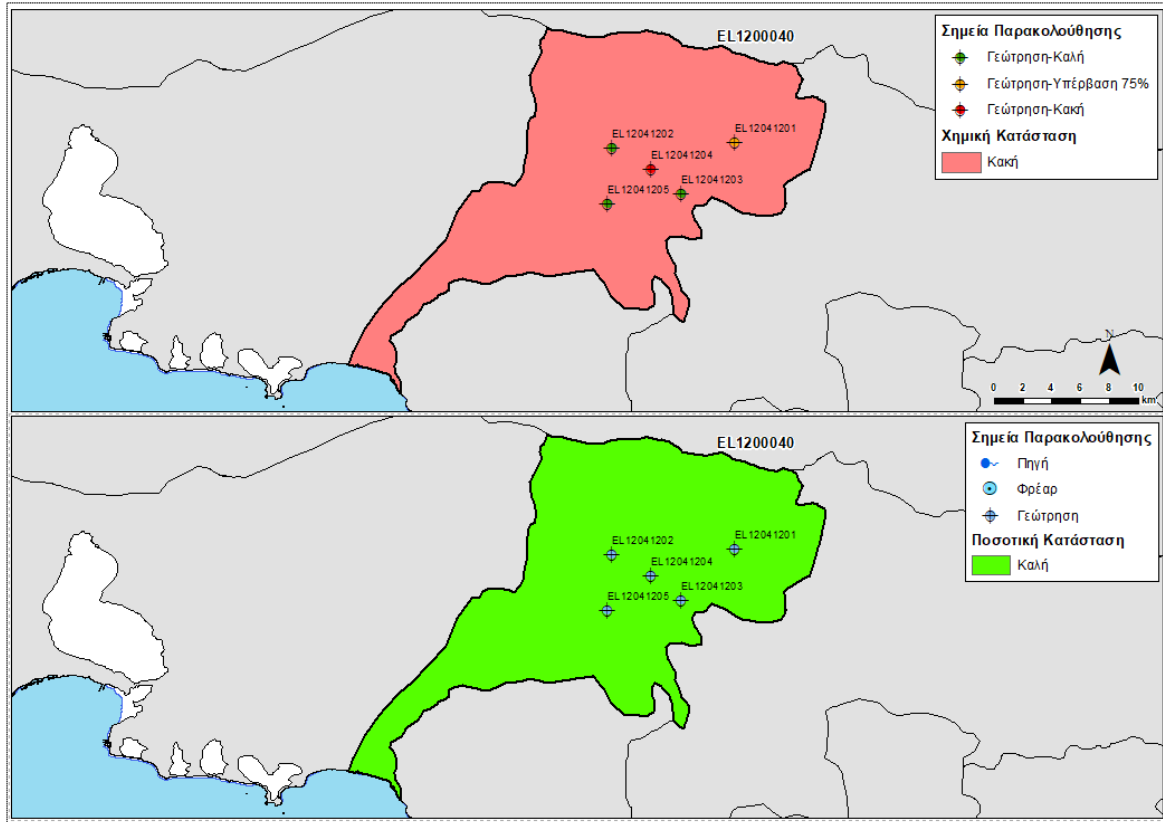 EL1200040
Σημεία Παρακολούθησης
Γεώτρηση-Καλή
Γεώτρηση-Υπέρβαση 75%
Γεώτρηση-Κακή
Χημική Κατάσταση
Κακή
EL12041202
EL12041201
EL12041204
EL12041205
EL12041203
N
0 2 4 6 8 10
km
EL1200040
Σημεία Παρακολούθησης
Πηγή
Φρέαρ
Γεώτρηση
Ποσοτική Κατάσταση
Καλή
EL12041202
EL12041201
EL12041204
EL12041205
EL12041203